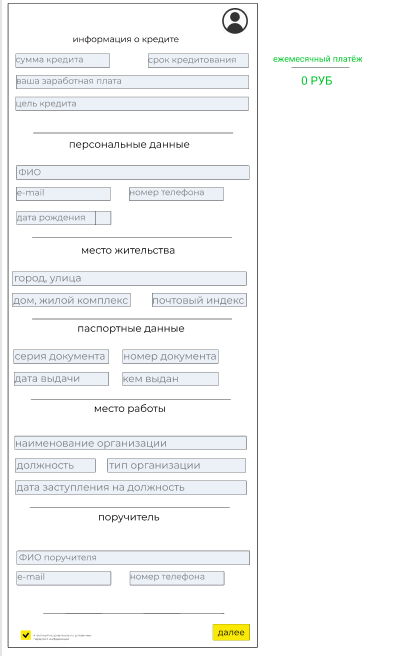 информация о кредите
сумма кредита
срок кредитования
ваша заработная плата
цель кредита
ежемесячный платёж
0 РУБ
персональные данные
ФИО
e-mail
номер телефона
дата рождения
место жительства
город, улица
дом, жилой комплекс
почтовый индекс
паспортные данные
серия документа
номер документа
дата выдачи
кем выдан
место работы
наименование организации
должность
тип организации
дата заступления на должность
поручитель
ФИО поручителя
e-mail
номер телефона
далее